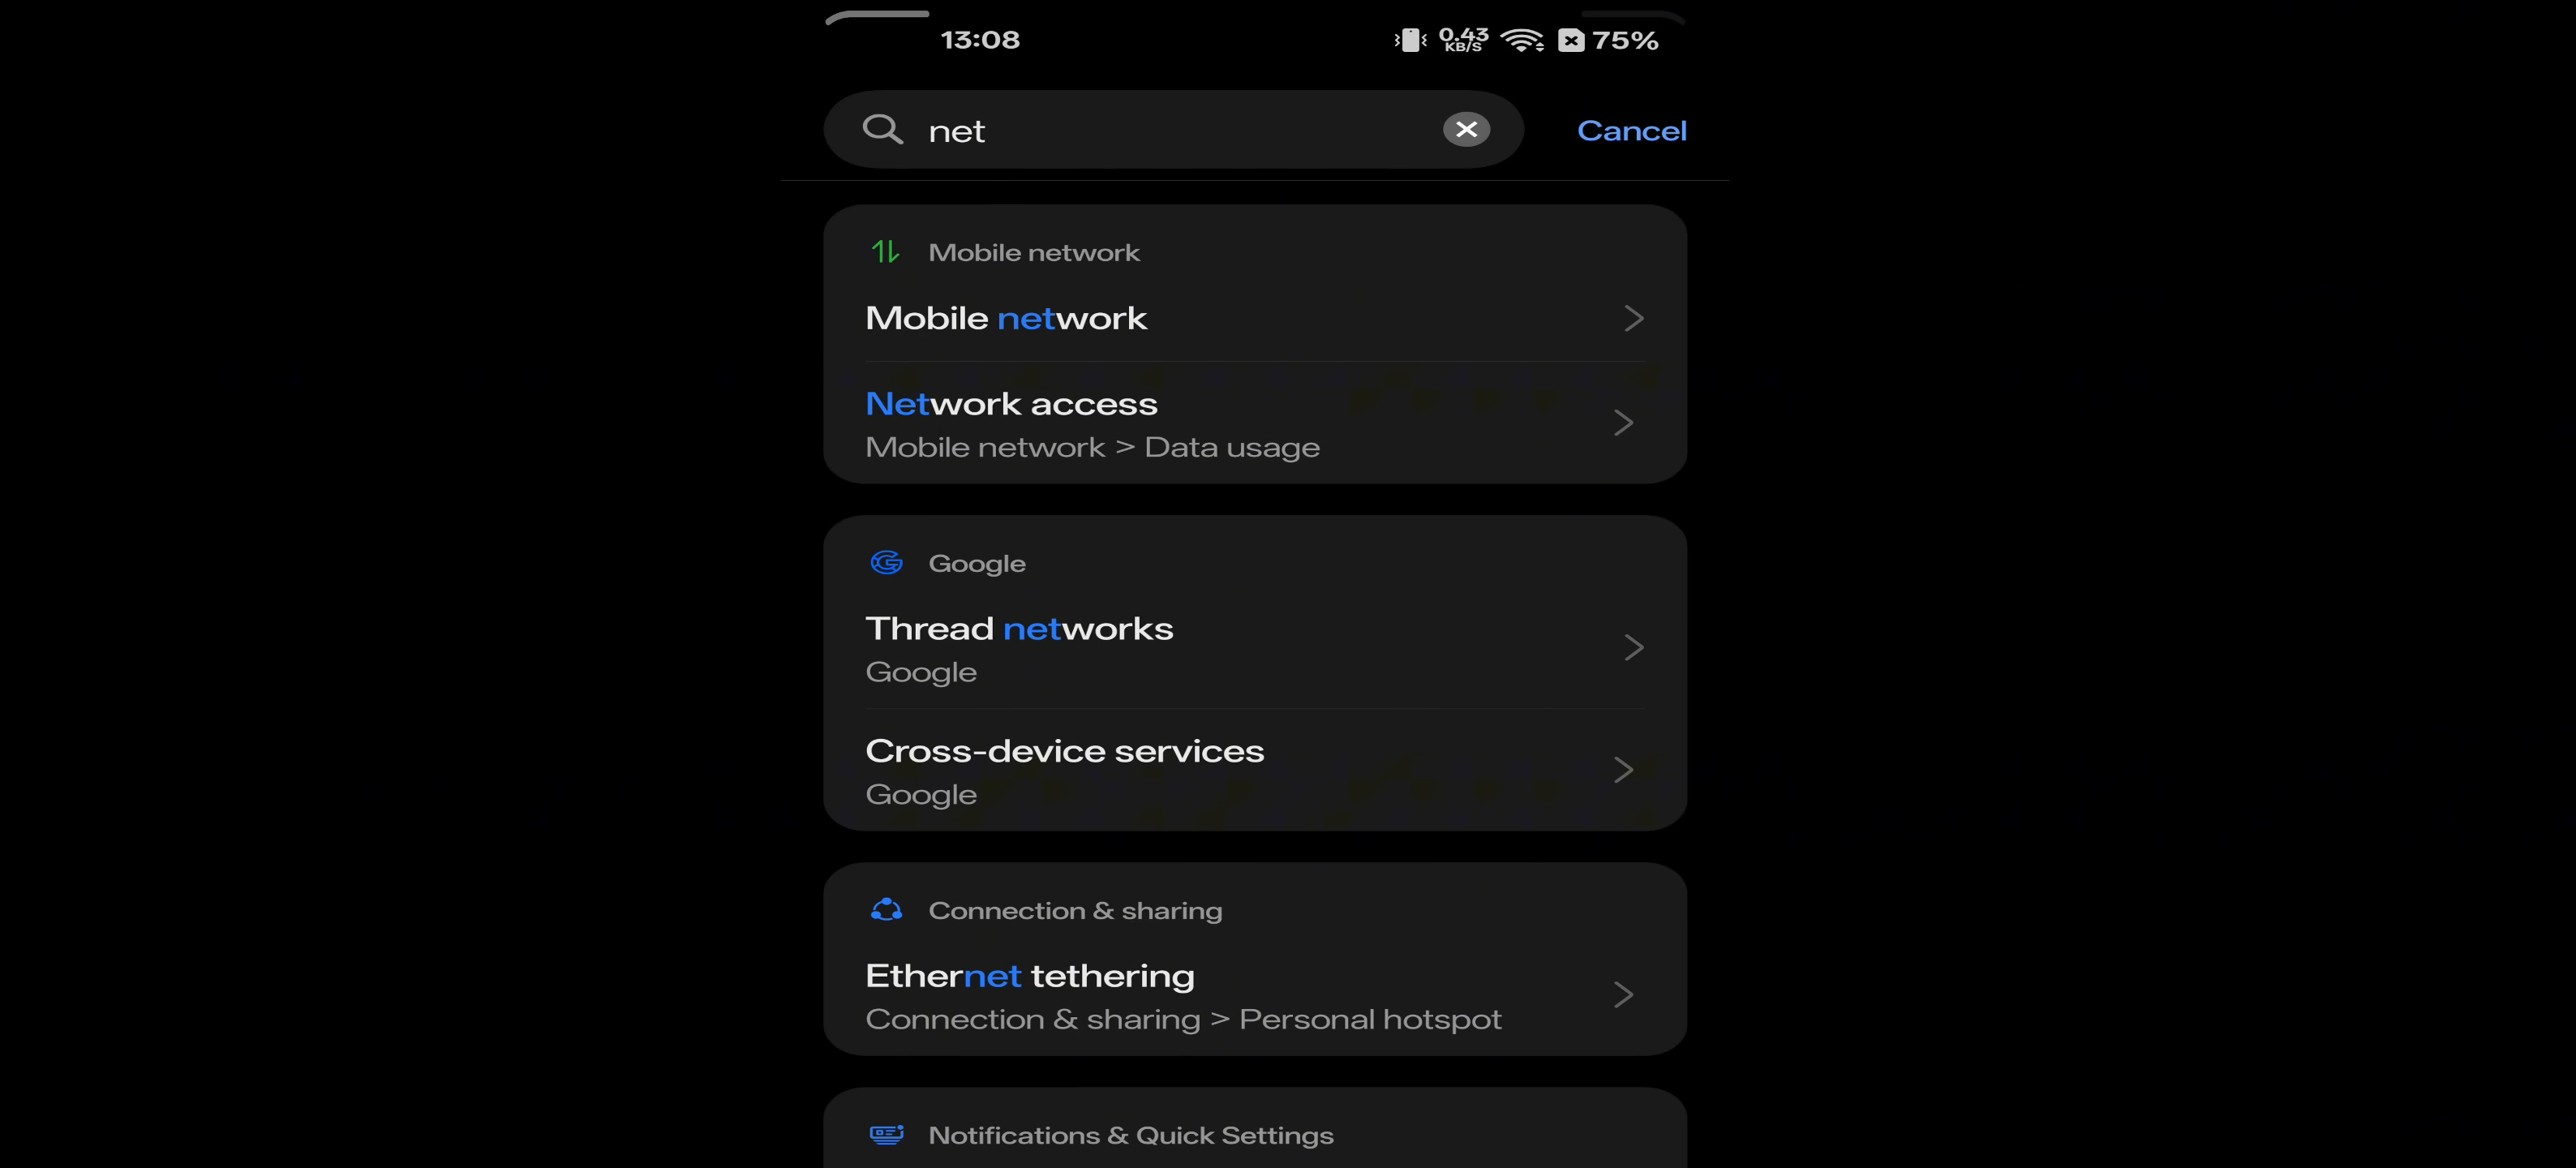 13:08
0.43 KB/S 75%
net
Cancel
Mobile network
Mobile network
Network access
Mobile network > Data usage
Google
Thread networks
Google
Cross-device services
Google
Connection & sharing
Ethernet tethering
Connection & sharing > Personal hotspot
Notifications & Quick Settings